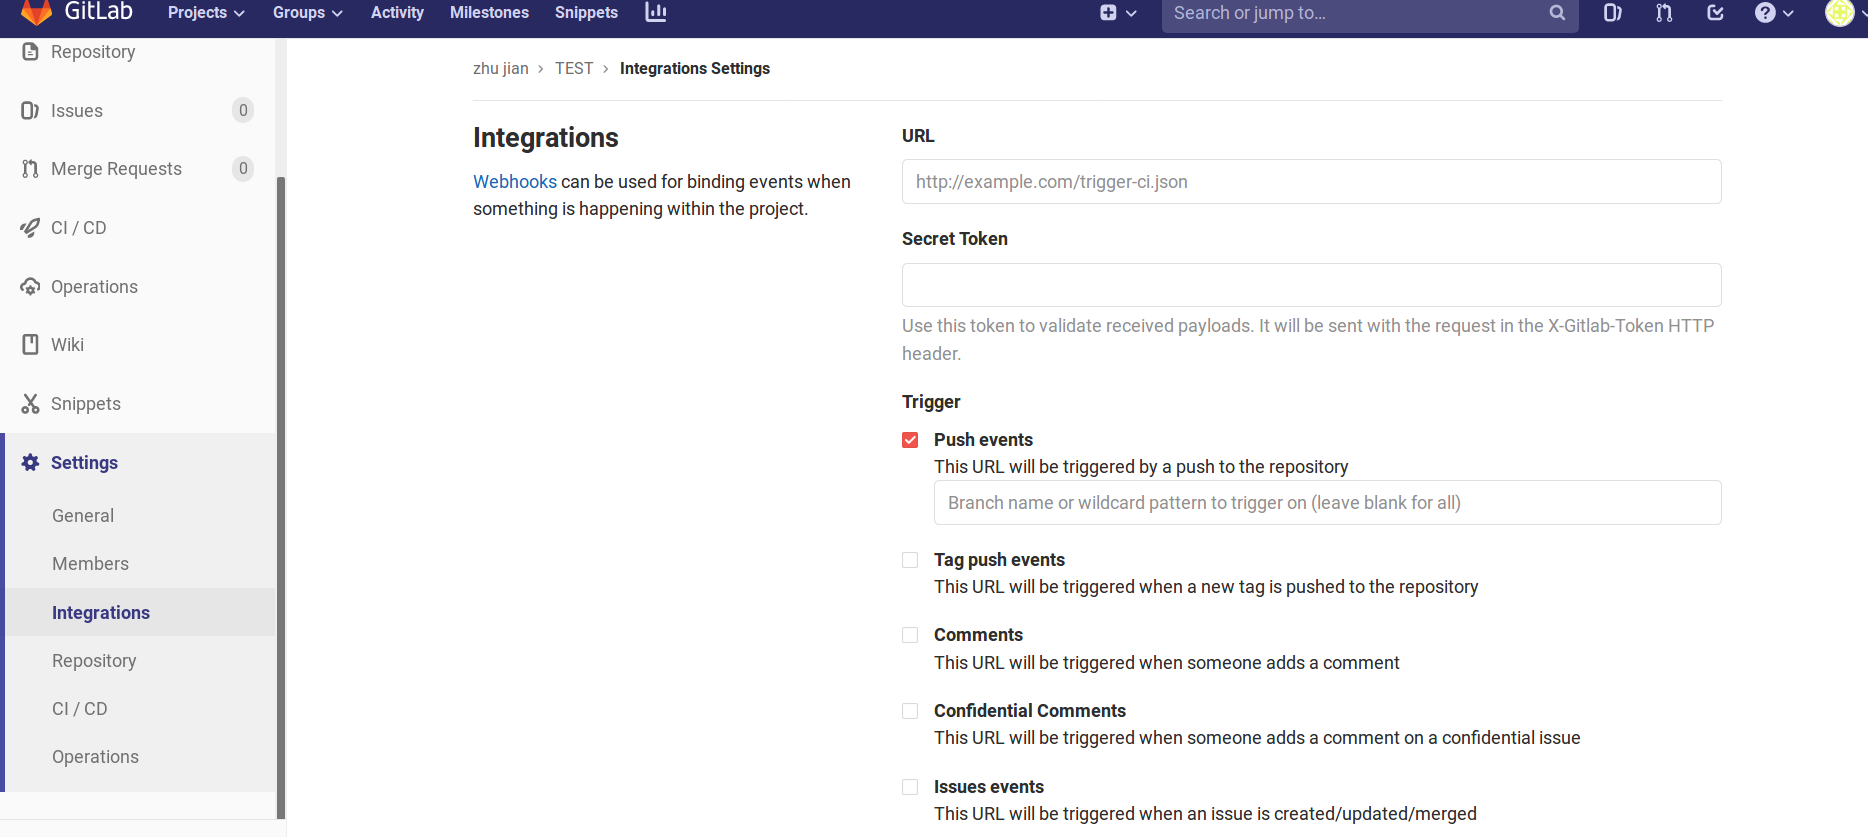 GitLab
Projects Groups Activity Milestones Snippets
Search or jump to...
Repository
Issues 0
Merge Requests 0
CI / CD
Operations
Wiki
Snippets
Settings
General
Members
Integrations
Repository
CI / CD
Operations
zhu jian > TEST > Integrations Settings
Integrations
Webhooks can be used for binding events when
something is happening within the project.
URL
http://example.com/trigger-ci.json
Secret Token
Use this token to validate received payloads. It will be sent with the request in the X-Gitlab-Token HTTP
header.
Trigger
Push events
This URL will be triggered by a push to the repository
Branch name or wildcard pattern to trigger on (leave blank for all)
Tag push events
This URL will be triggered when a new tag is pushed to the repository
Comments
This URL will be triggered when someone adds a comment
Confidential Comments
This URL will be triggered when someone adds a comment on a confidential issue
Issues events
This URL will be triggered when an issue is created/updated/merged